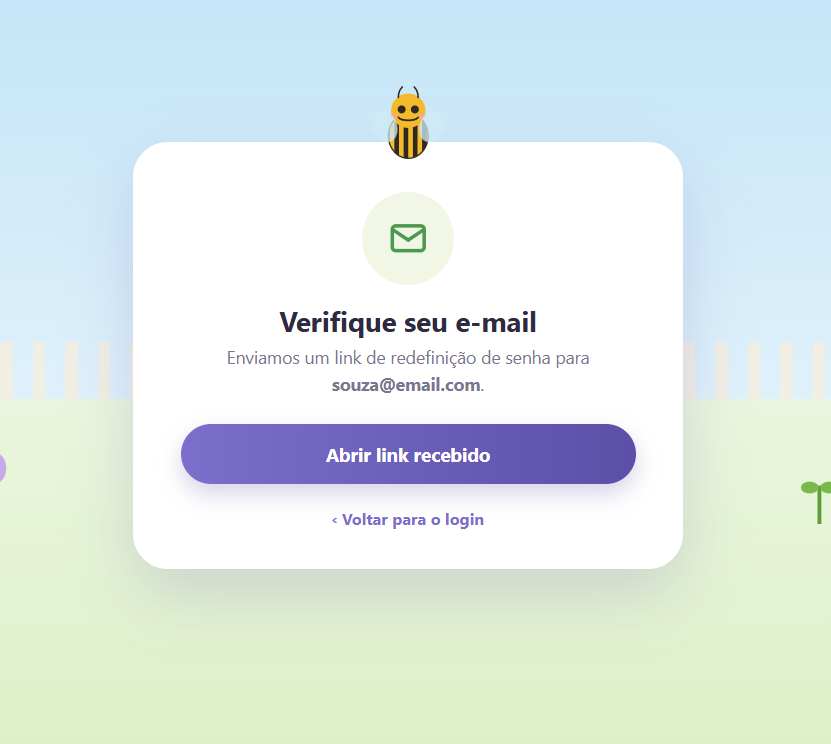 Verifique seu e-mail
Enviamos um link de redefinição de senha para
souza@email.com.
Abrir link recebido
‹ Voltar para o login